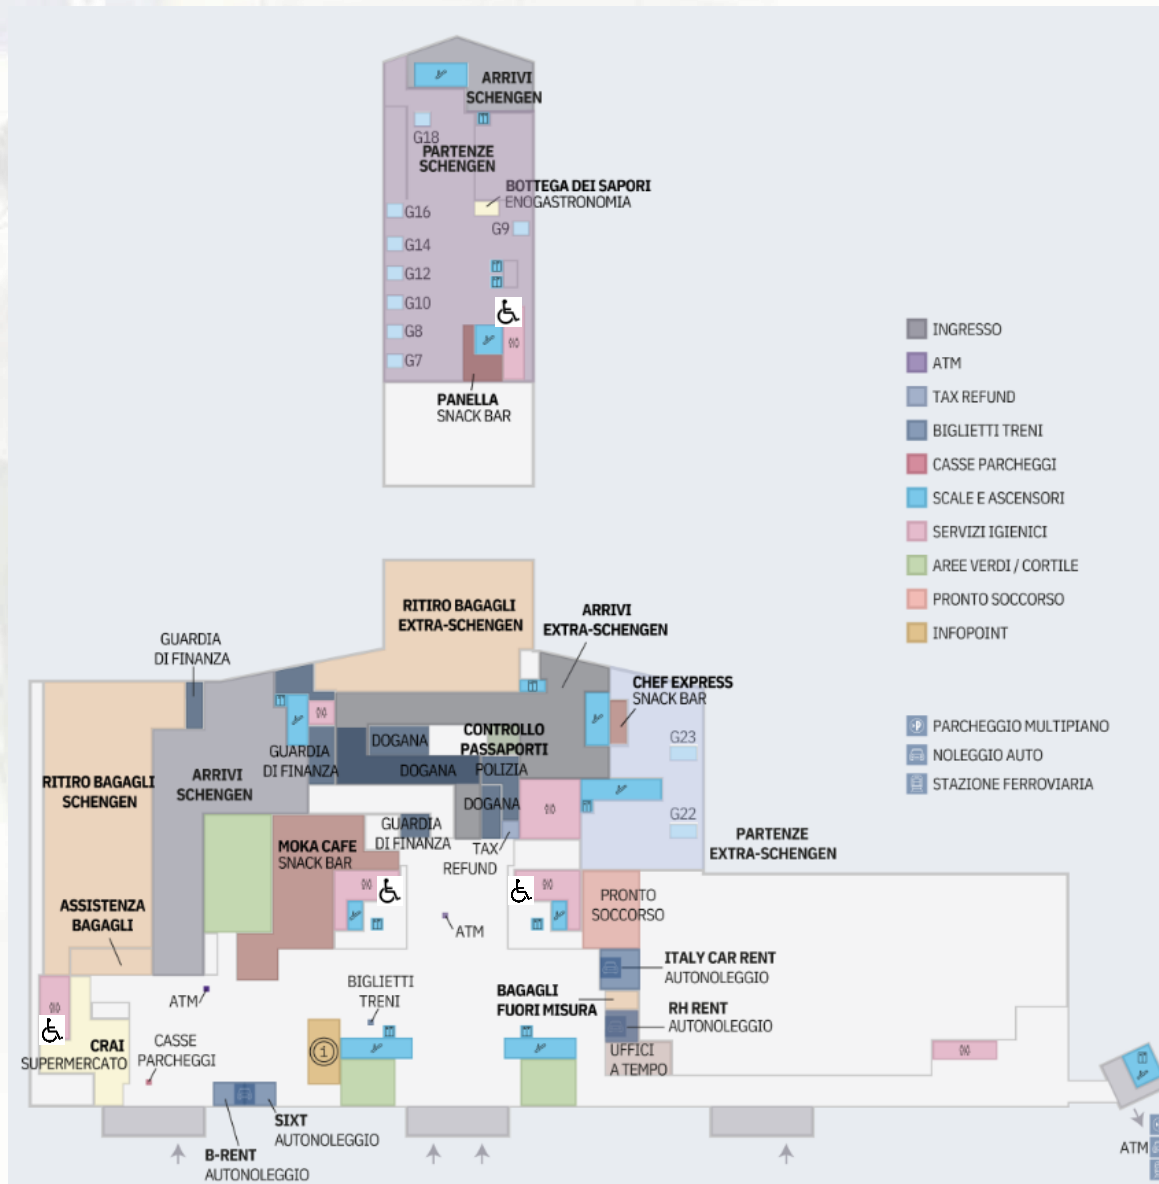 ARRIVI
SCHENGEN
G18
PARTENZE
SCHENGEN
BOTTEGA DEI SAPORI
ENOGASTRONOMIA
G16
G9
G14
G12
G10
G8
G7
PANELLA
SNACK BAR
INGRESSO
ATM
TAX REFUND
BIGLIETTI TRENI
CASSE PARCHEGGI
SCALE E ASCENSORI
SERVIZI IGIENICI
AREE VERDI / CORTILE
PRONTO SOCCORSO
INFOPOINT
P PARCHEGGIO MULTIPIANO
NOLEGGIO AUTO
STAZIONE FERROVIARIA
RITIRO BAGAGLI
EXTRA-SCHENGEN
ARRIVI
EXTRA-SCHENGEN
GUARDIA
DI FINANZA
CHEF EXPRESS
SNACK BAR
G23
G22
PARTENZE
EXTRA-SCHENGEN
CONTROLLO
PASSAPORTI
POLIZIA
DOGANA
DOGANA
DOGANA
GUARDIA
DI FINANZA
RITIRO BAGAGLI
SCHENGEN
ARRIVI
SCHENGEN
GUARDIA
DI FINANZA
TAX
REFUND
MOKA CAFE
SNACK BAR
PRONTO
SOCCORSO
ASSISTENZA
BAGAGLI
ATM
ITALY CAR RENT
AUTONOLEGGIO
BIGLIETTI
TRENI
BAGAGLI
FUORI MISURA
RH RENT
AUTONOLEGGIO
ATM
CRAI
SUPERMERCATO
CASSE
PARCHEGGI
i
UFFICI
A TEMPO
SIXT
AUTONOLEGGIO
B-RENT
AUTONOLEGGIO
ATM